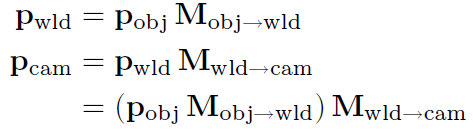 p_wld = p_obj M_obj→wld
p_cam = p_wld M_wld→cam
= (p_obj M_obj→wld) M_wld→cam